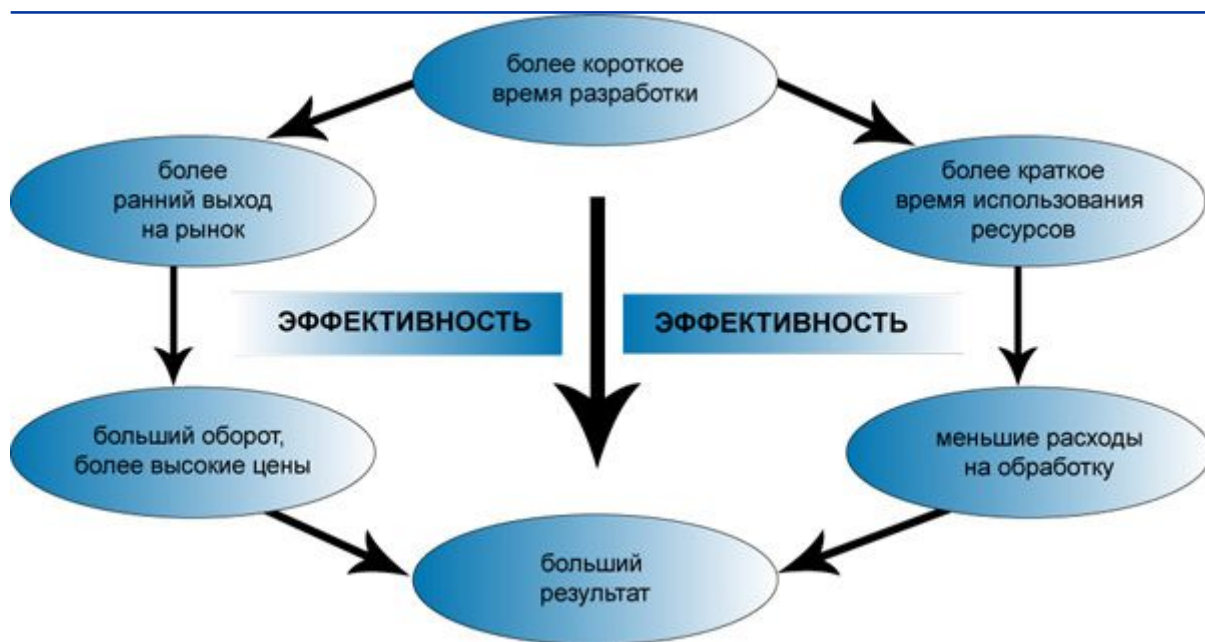 более короткое
время разработки
более
ранний выход
на рынок
более краткое
время использования
ресурсов
ЭФФЕКТИВНОСТЬ
ЭФФЕКТИВНОСТЬ
больший оборот,
более высокие цены
меньшие расходы
на обработку
больший
результат